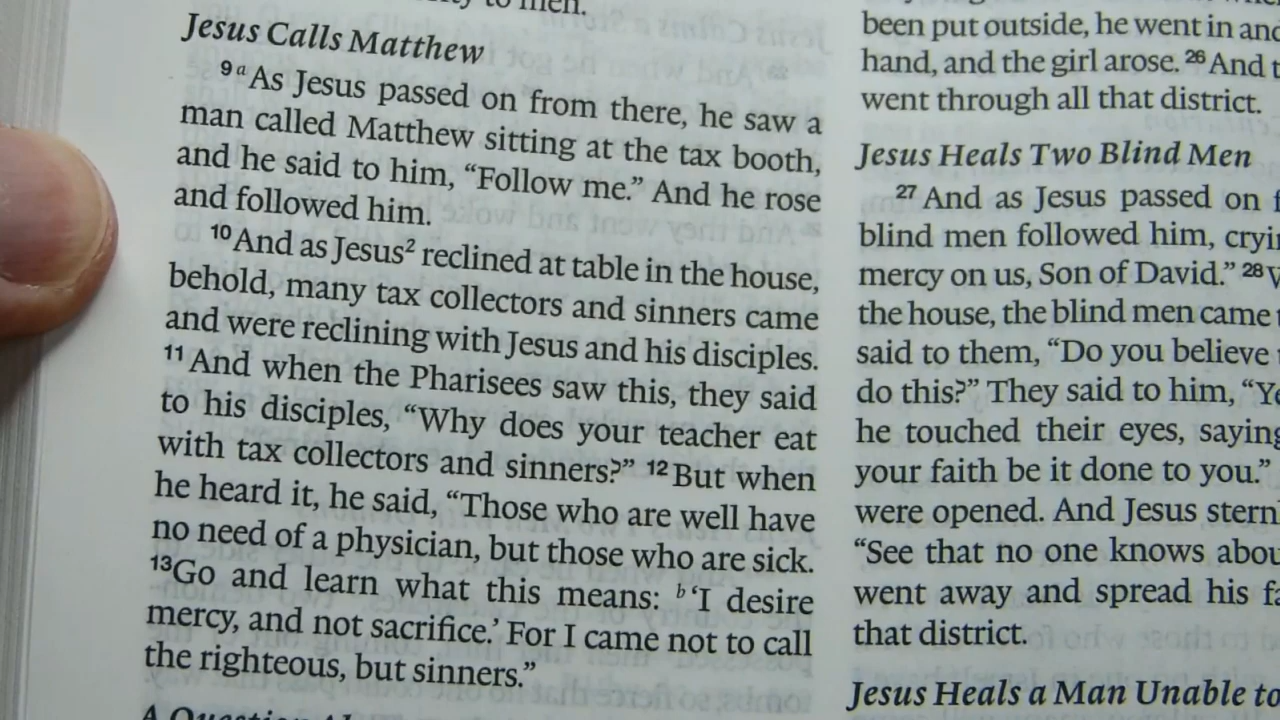 to men.
Jesus Calls Matthew
9 a As Jesus passed on from there, he saw a
man called Matthew sitting at the tax booth,
and he said to him, “Follow me.” And he rose
and followed him.
10 And as Jesus2 reclined at table in the house,
behold, many tax collectors and sinners came
and were reclining with Jesus and his disciples.
11 And when the Pharisees saw this, they said
to his disciples, “Why does your teacher eat
with tax collectors and sinners?” 12 But when
he heard it, he said, “Those who are well have
no need of a physician, but those who are sick.
13 Go and learn what this means: b ‘I desire
mercy, and not sacrifice.’ For I came not to call
the righteous, but sinners.”
A Question
been put outside, he went in and
hand, and the girl arose. 26 And t
went through all that district.
Jesus Heals Two Blind Men
27 And as Jesus passed on f
blind men followed him, cryi
mercy on us, Son of David.” 28
the house, the blind men came
said to them, “Do you believe
do this?” They said to him, “Ye
he touched their eyes, saying
your faith be it done to you.”
were opened. And Jesus stern
“See that no one knows abou
went away and spread his fa
that district.
Jesus Heals a Man Unable to